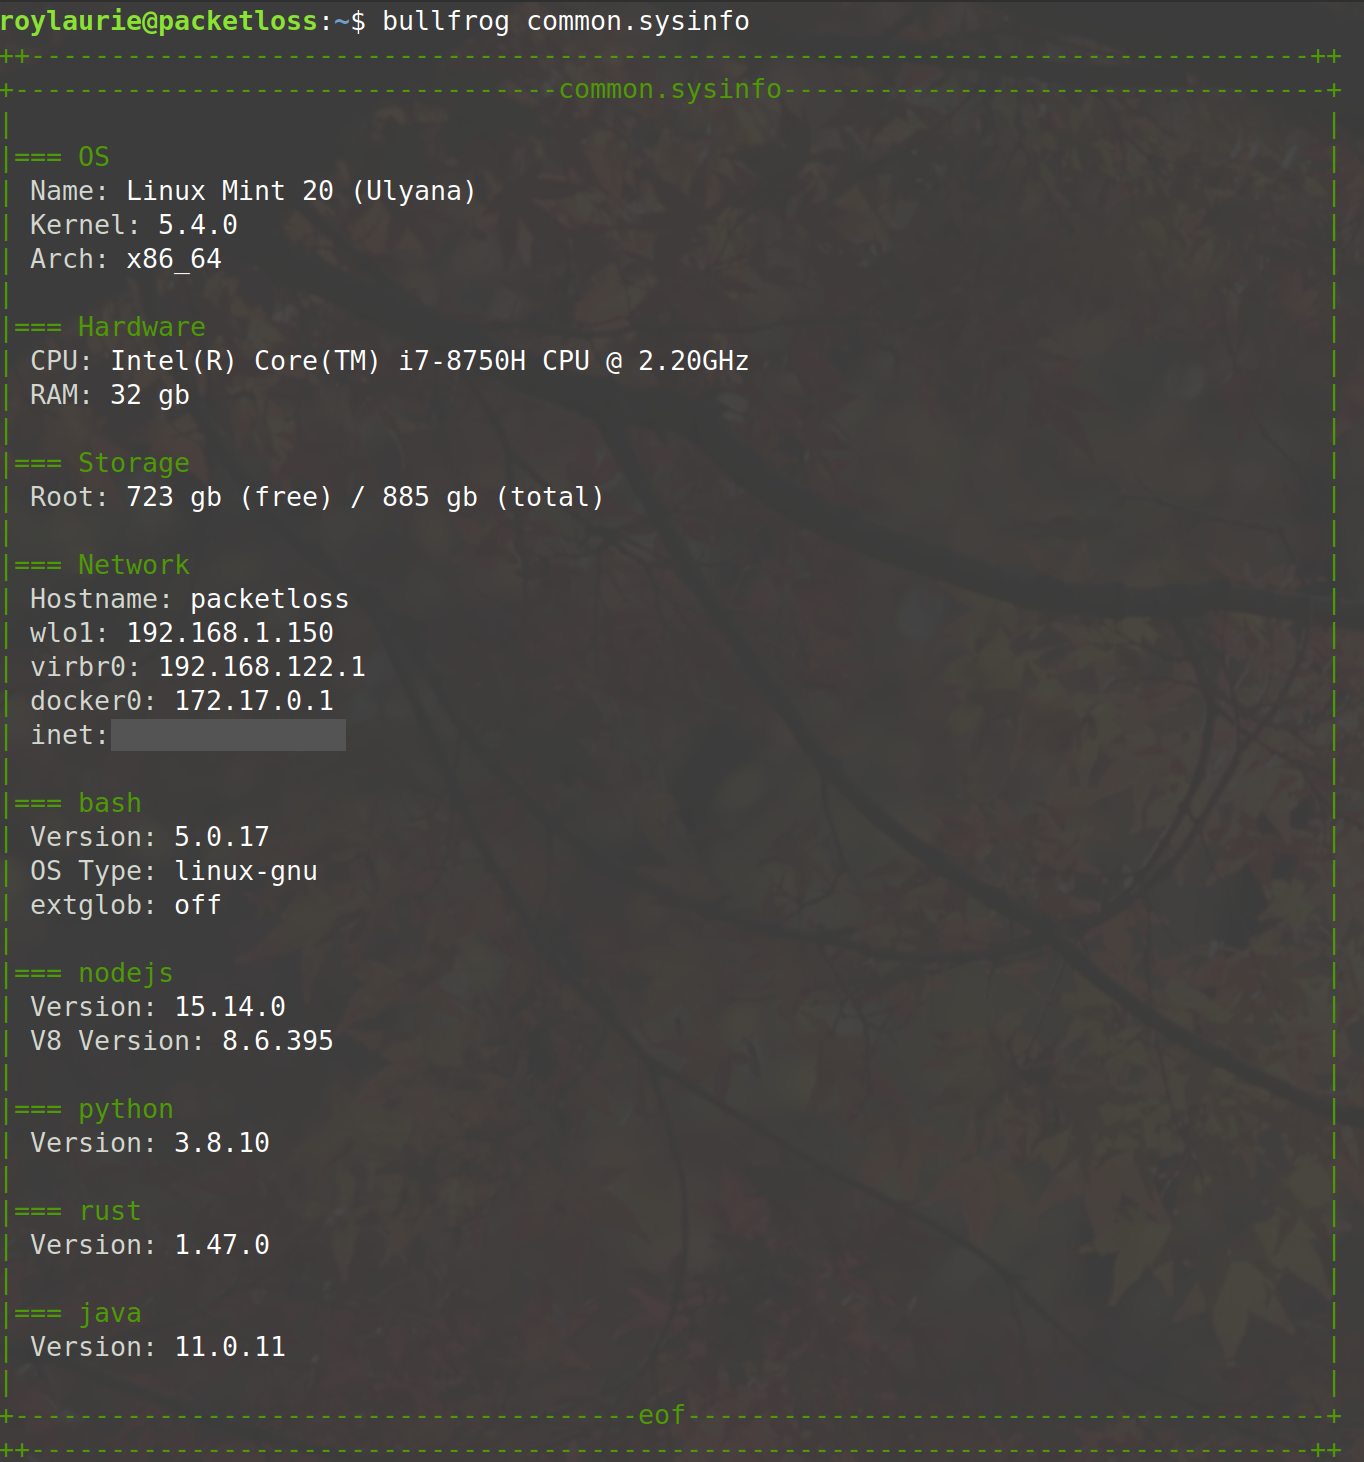 roylaurie@packetloss:~$ bullfrog common.sysinfo
++--------------------------------------------------------------------------------++
+----------------------------------common.sysinfo----------------------------------+
|                                                                                  |
|=== OS                                                                            |
| Name: Linux Mint 20 (Ulyana)                                                     |
| Kernel: 5.4.0                                                                    |
| Arch: x86_64                                                                     |
|                                                                                  |
|=== Hardware                                                                      |
| CPU: Intel(R) Core(TM) i7-8750H CPU @ 2.20GHz                                    |
| RAM: 32 gb                                                                       |
|                                                                                  |
|=== Storage                                                                       |
| Root: 723 gb (free) / 885 gb (total)                                             |
|                                                                                  |
|=== Network                                                                       |
| Hostname: packetloss                                                             |
| wlo1: 192.168.1.150                                                              |
| virbr0: 192.168.122.1                                                            |
| docker0: 172.17.0.1                                                              |
| inet:                                                                            |
|                                                                                  |
|=== bash                                                                          |
| Version: 5.0.17                                                                  |
| OS Type: linux-gnu                                                               |
| extglob: off                                                                     |
|                                                                                  |
|=== nodejs                                                                        |
| Version: 15.14.0                                                                 |
| V8 Version: 8.6.395                                                              |
|                                                                                  |
|=== python                                                                        |
| Version: 3.8.10                                                                  |
|                                                                                  |
|=== rust                                                                          |
| Version: 1.47.0                                                                  |
|                                                                                  |
|=== java                                                                          |
| Version: 11.0.11                                                                 |
|                                                                                  |
+---------------------------------------eof----------------------------------------+
++--------------------------------------------------------------------------------++